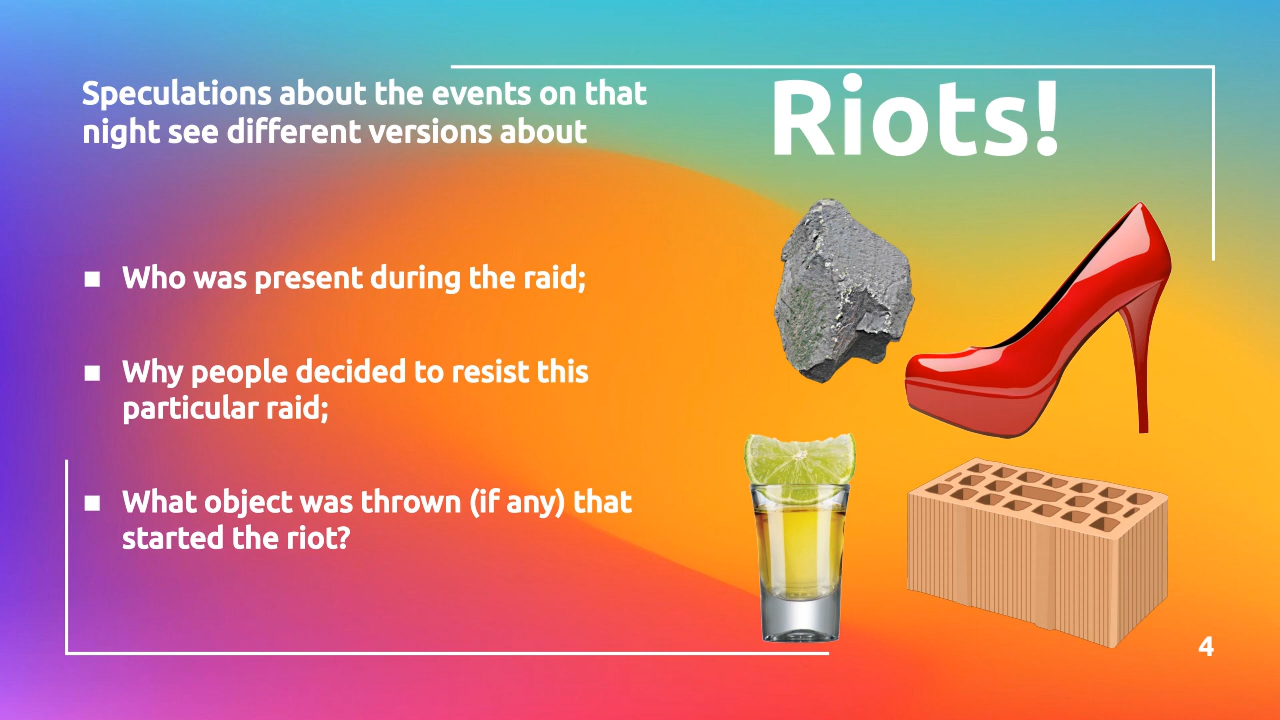 Speculations about the events on that
night see different versions about
Riots!
■ Who was present during the raid;
■ Why people decided to resist this
particular raid;
■ What object was thrown (if any) that
started the riot?
4